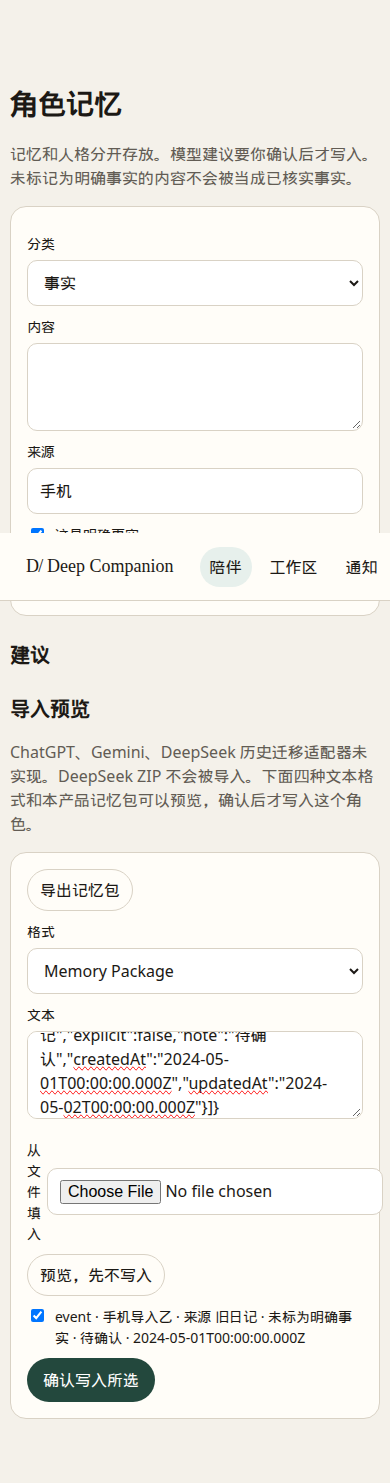 角色记忆
记忆和人格分开存放。模型建议要你确认后才写入。
未标记为明确事实的内容不会被当成已核实事实。
分类
事实
内容
来源
手机
D/ Deep Companion 陪伴 工作区 通知
建议
导入预览
ChatGPT、Gemini、DeepSeek 历史迁移适配器未
实现。DeepSeek ZIP 不会被导入。下面四种文本格
式和本产品记忆包可以预览，确认后才写入这个角
色。
导出记忆包
格式
Memory Package
文本
记","explicit":false,"note":"待确
认","createdAt":"2024-05-
01T00:00:00.000Z","updatedAt":"2024-
05-02T00:00:00.000Z"}]}
从
文
件
填
入
Choose File No file chosen
预览，先不写入
event · 手机导入乙 · 来源 旧日记 · 未标为明确事
实 · 待确认 · 2024-05-01T00:00:00.000Z
确认写入所选